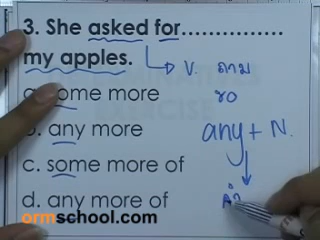 3. She asked for...............
my apples.
V. ถาม
ขอ
a. some more
b. any more
any + N.
c. some more of
d. any more of
ormschool.com